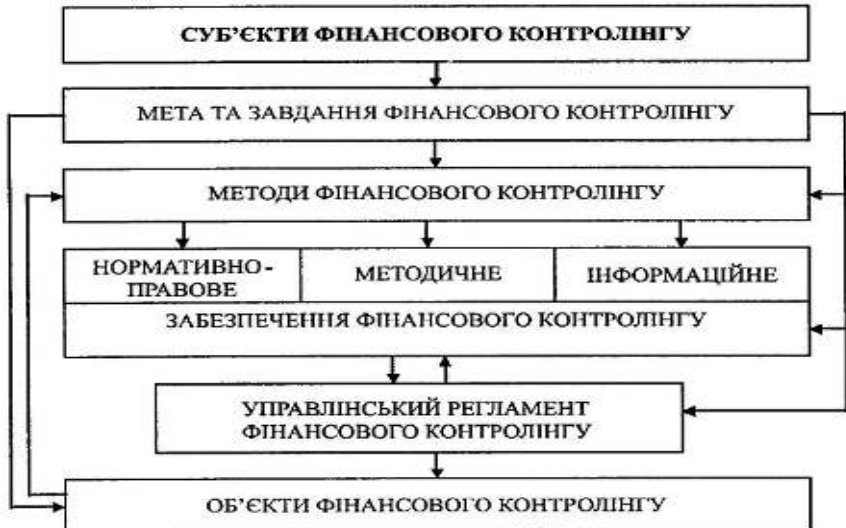 СУБ’ЄКТИ ФІНАНСОВОГО КОНТРОЛІНГУ
МЕТА ТА ЗАВДАННЯ ФІНАНСОВОГО КОНТРОЛІНГУ
МЕТОДИ ФІНАНСОВОГО КОНТРОЛІНГУ
НОРМАТИВНО-
ПРАВОВЕ
МЕТОДИЧНЕ
ІНФОРМАЦІЙНЕ
ЗАБЕЗПЕЧЕННЯ ФІНАНСОВОГО КОНТРОЛІНГУ
УПРАВЛІНСЬКИЙ РЕГЛАМЕНТ
ФІНАНСОВОГО КОНТРОЛІНГУ
ОБ’ЄКТИ ФІНАНСОВОГО КОНТРОЛІНГУ